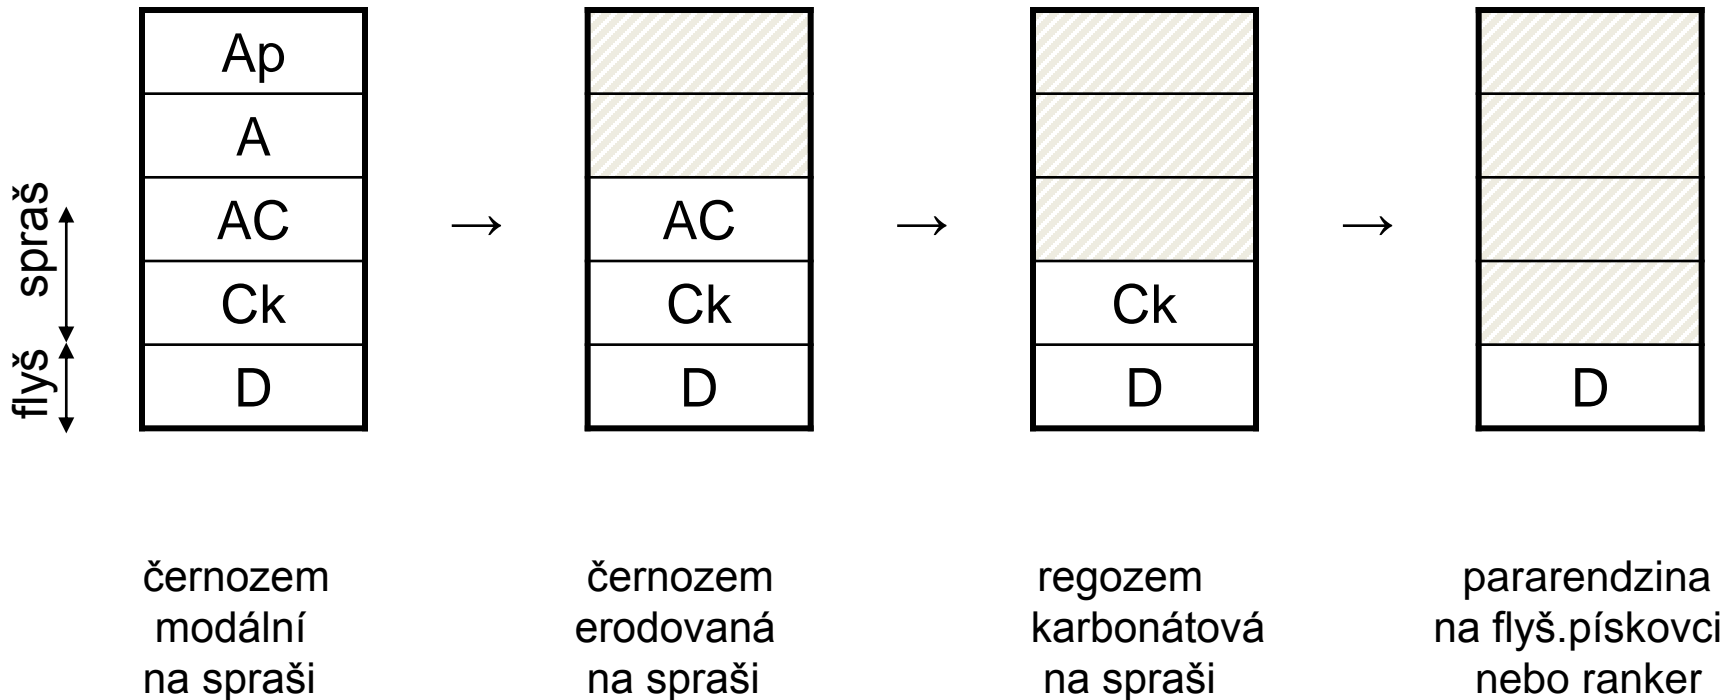 Ap
A
AC
Ck
D
spraš
flyš
→
AC
Ck
D
→
Ck
D
→
D
černozem
modální
na spraši
černozem
erodovaná
na spraši
regozem
karbonátová
na spraši
pararendzina
na flyš.pískovci
nebo ranker